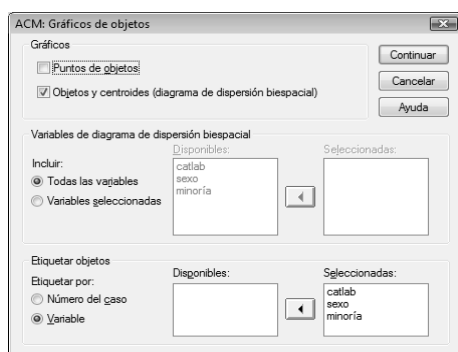 ACM: Gráficos de objetos
Gráficos
Puntos de objetos
Objetos y centroides (diagrama de dispersión biespacial)
Continuar
Cancelar
Ayuda
Variables de diagrama de dispersión biespacial
Incluir:
Todas las variables
Variables seleccionadas
Disponibles:
catlab
sexo
minoría
Seleccionadas:
Etiquetar objetos
Etiquetar por:
Número del caso
Variable
Disponibles:
Seleccionadas:
catlab
sexo
minoría